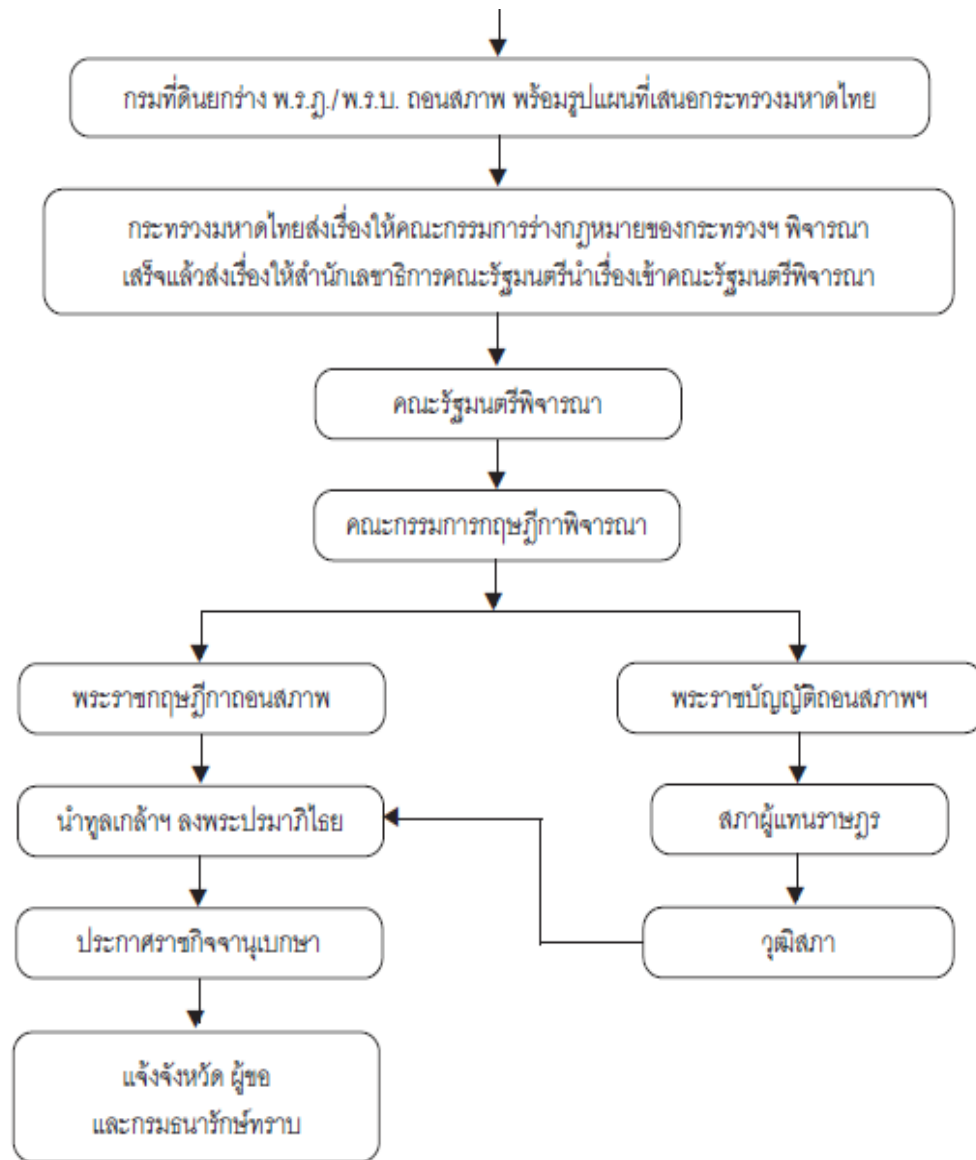 กรมที่ดินยกร่าง พ.ร.ฎ./พ.ร.บ. ถอนสภาพ พร้อมรูปแผนที่เสนอกระทรวงมหาดไทย
กระทรวงมหาดไทยส่งเรื่องให้คณะกรรมการร่างกฎหมายของกระทรวงฯ พิจารณา
เสร็จแล้วส่งเรื่องให้สำนักเลขาธิการคณะรัฐมนตรีนำเรื่องเข้าคณะรัฐมนตรีพิจารณา
คณะรัฐมนตรีพิจารณา
คณะกรรมการกฤษฎีกาพิจารณา
พระราชกฤษฎีกาถอนสภาพ
พระราชบัญญัติถอนสภาพฯ
นำทูลเกล้าฯ ลงพระปรมาภิไธย
สภาผู้แทนราษฎร
ประกาศราชกิจจานุเบกษา
วุฒิสภา
แจ้งจังหวัด ผู้ขอ
และกรมธนารักษ์ทราบ